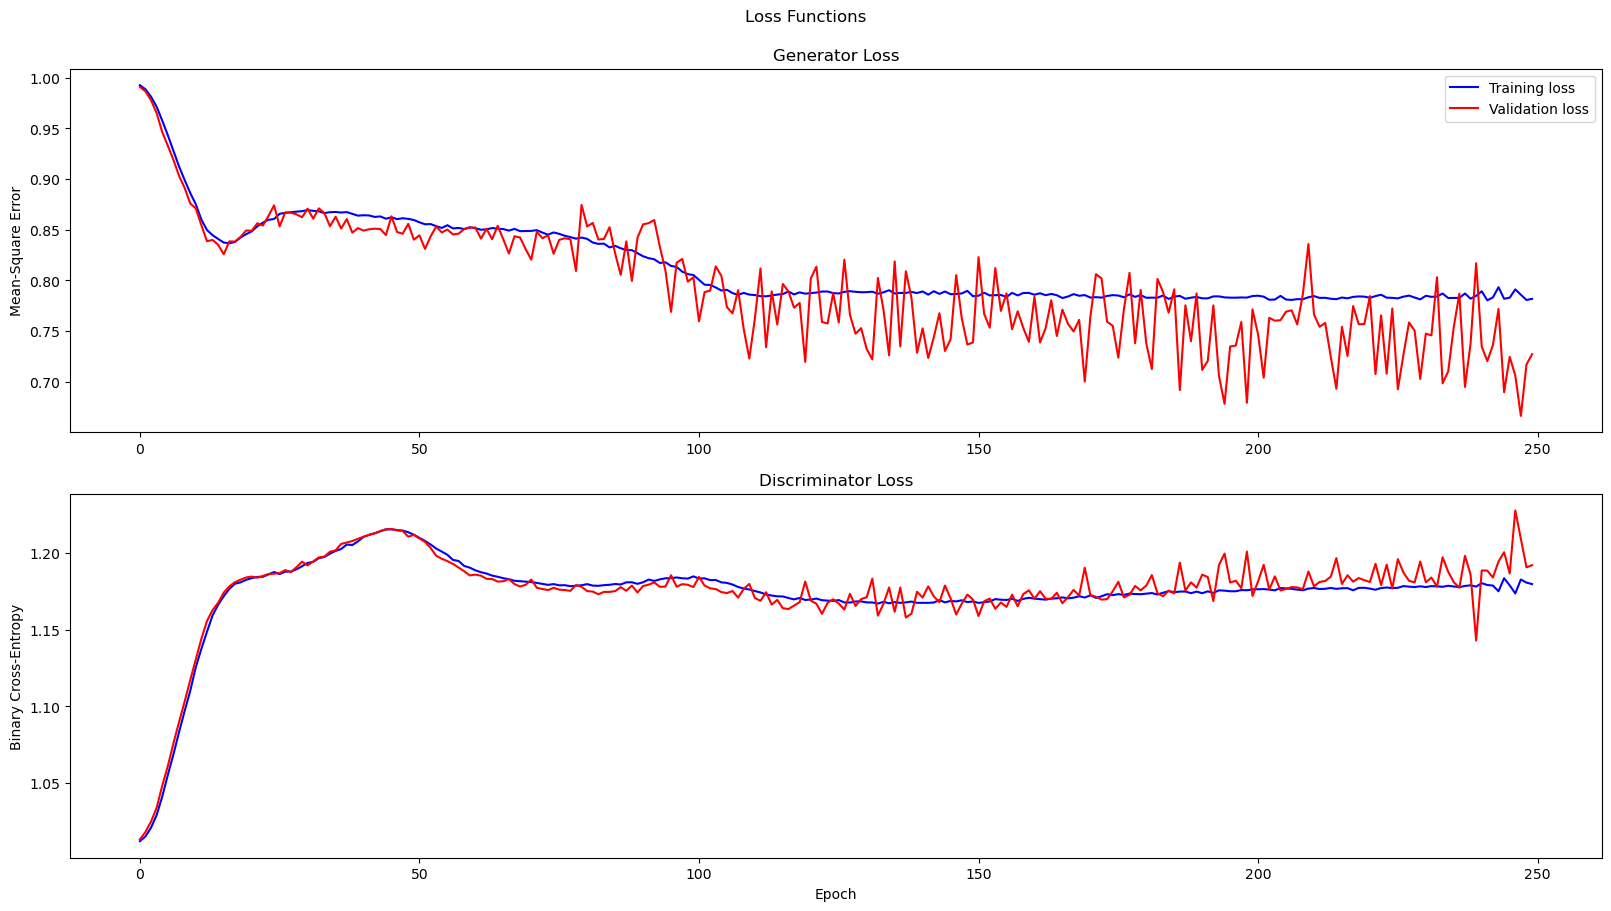 Loss Functions
Generator Loss
Mean-Square Error
1.00
0.95
0.90
0.85
0.80
0.75
0.70
Training loss
Validation loss
0
50
100
150
200
250
Discriminator Loss
Binary Cross-Entropy
1.20
1.15
1.10
1.05
0
50
100
150
200
250
Epoch